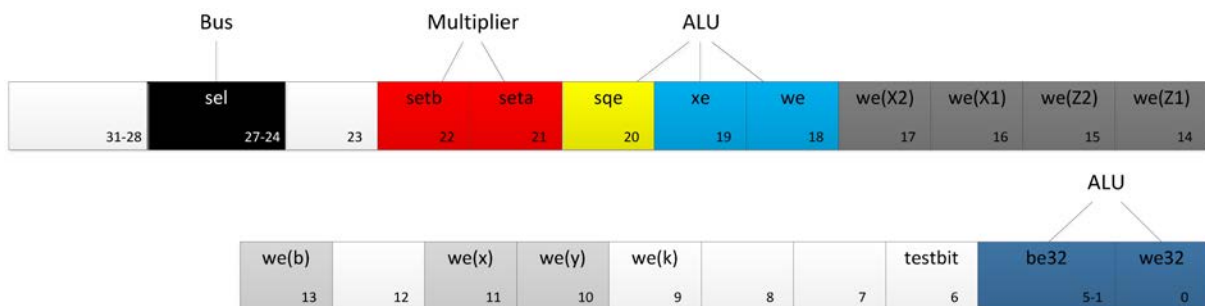 Bus Multiplier ALU
sel setb seta sqe xe we we(X2) we(X1) we(Z2) we(Z1)
31-28 27-24 23 22 21 20 19 18 17 16 15 14
ALU
we(b) we(x) we(y) we(k) testbit be32 we32
13 12 11 10 9 8 7 6 5-1 0